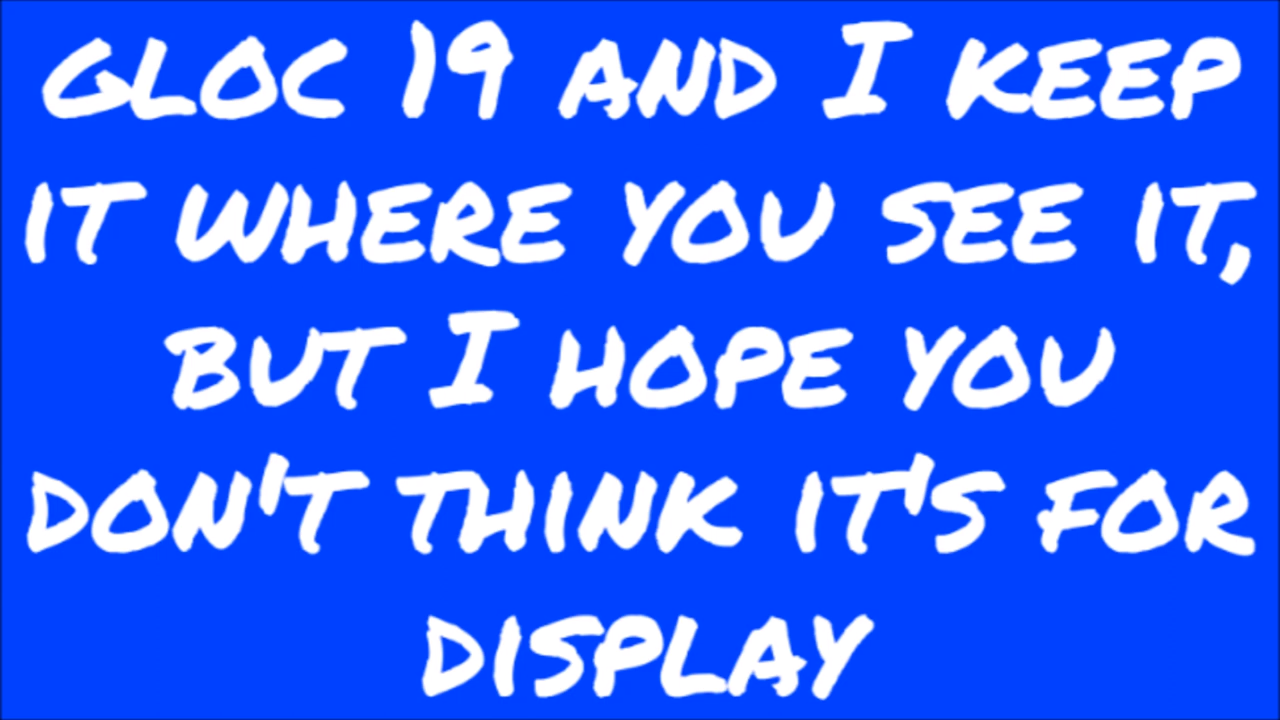 GLOC 19 AND I KEEP
IT WHERE YOU SEE IT,
BUT I HOPE YOU
DON'T THINK IT'S FOR
DISPLAY